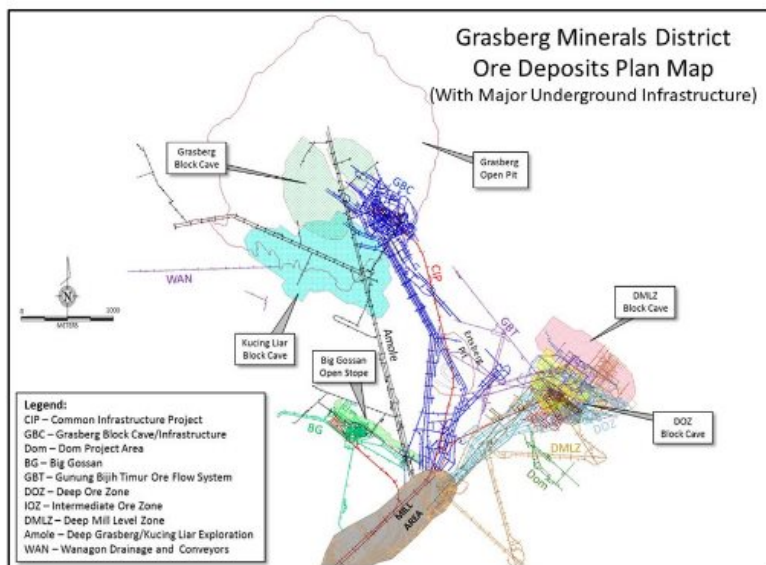 Grasberg Minerals District
Ore Deposits Plan Map
(With Major Underground Infrastructure)
Grasberg
Block Cave
GBC
Grasberg
Open Pit
WAN
CIP
N
0
1000
METERS
Kucing Liar
Block Cave
Amole
Ertsberg
Pit
GBT
DMLZ
Block Cave
Big Gossan
Open Stope
BG
DOZ
DOZ
Block Cave
DMLZ
Dom
MILL
AREA
Legend:
CIP – Common Infrastructure Project
GBC – Grasberg Block Cave/Infrastructure
Dom – Dom Project Area
BG – Big Gossan
GBT – Gunung Bijih Timur Ore Flow System
DOZ – Deep Ore Zone
IOZ – Intermediate Ore Zone
DMLZ – Deep Mill Level Zone
Amole – Deep Grasberg/Kucing Liar Exploration
WAN – Wanagon Drainage and Conveyors